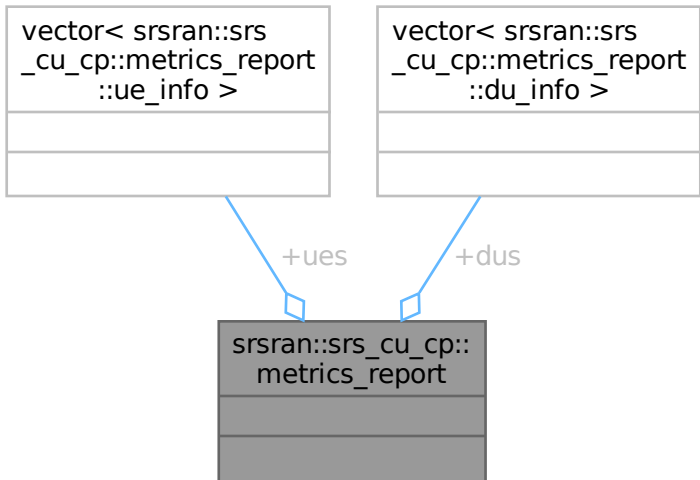 vector< srsran::srs
_cu_cp::metrics_report
::ue_info >
vector< srsran::srs
_cu_cp::metrics_report
::du_info >
+ues
+dus
srsran::srs_cu_cp::
metrics_report